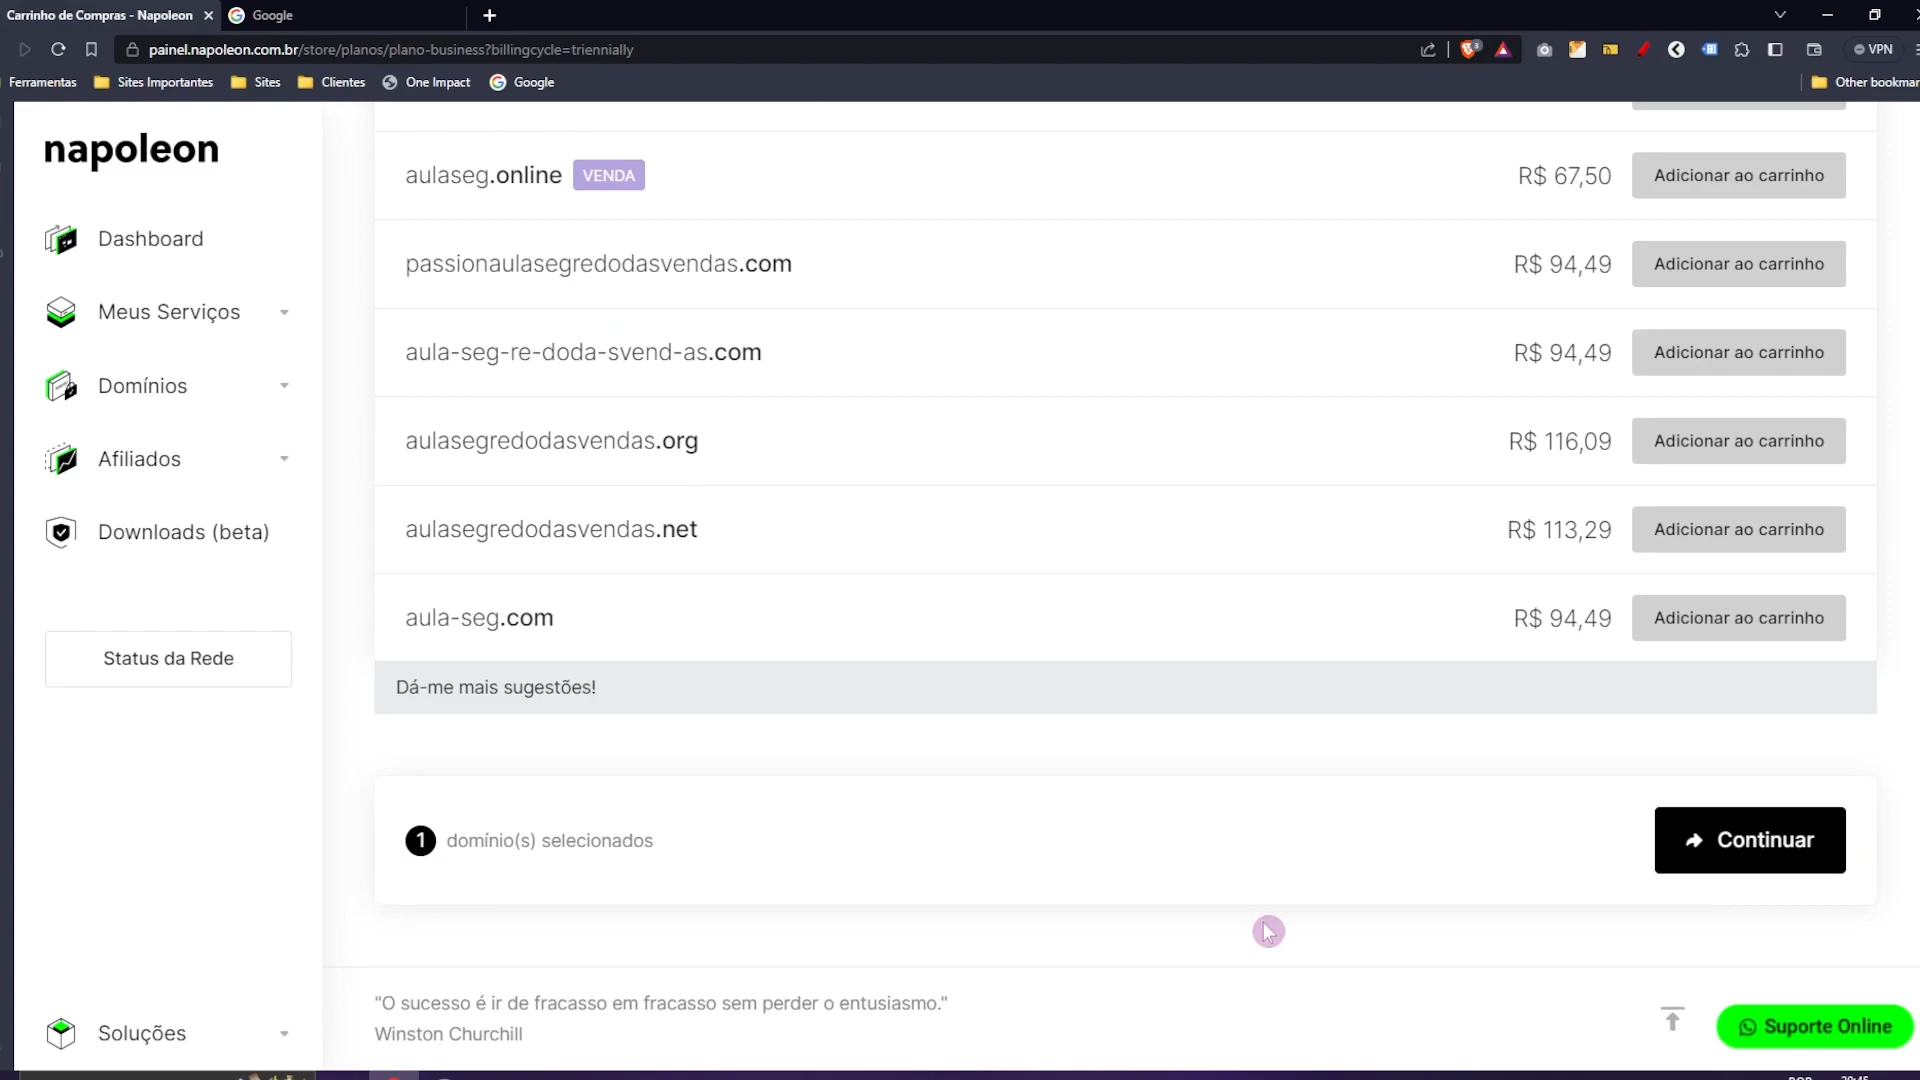 Carrinho de Compras - Napoleon
Google
painel.napoleon.com.br/store/planos/plano-business?billingcycle=triennially
3
VPN
Ferramentas
Sites Importantes
Sites
Clientes
One Impact
Google
Other bookmar
napoleon
Dashboard
Meus Serviços
Domínios
Afiliados
Downloads (beta)
Status da Rede
Soluções
aulaseg.online VENDA R$ 67,50 Adicionar ao carrinho
passionaulasegredodasvendas.com R$ 94,49 Adicionar ao carrinho
aula-seg-re-doda-svend-as.com R$ 94,49 Adicionar ao carrinho
aulasegredodasvendas.org R$ 116,09 Adicionar ao carrinho
aulasegredodasvendas.net R$ 113,29 Adicionar ao carrinho
aula-seg.com R$ 94,49 Adicionar ao carrinho
Dá-me mais sugestões!
1 domínio(s) selecionados
Continuar
"O sucesso é ir de fracasso em fracasso sem perder o entusiasmo."
Winston Churchill
Suporte Online